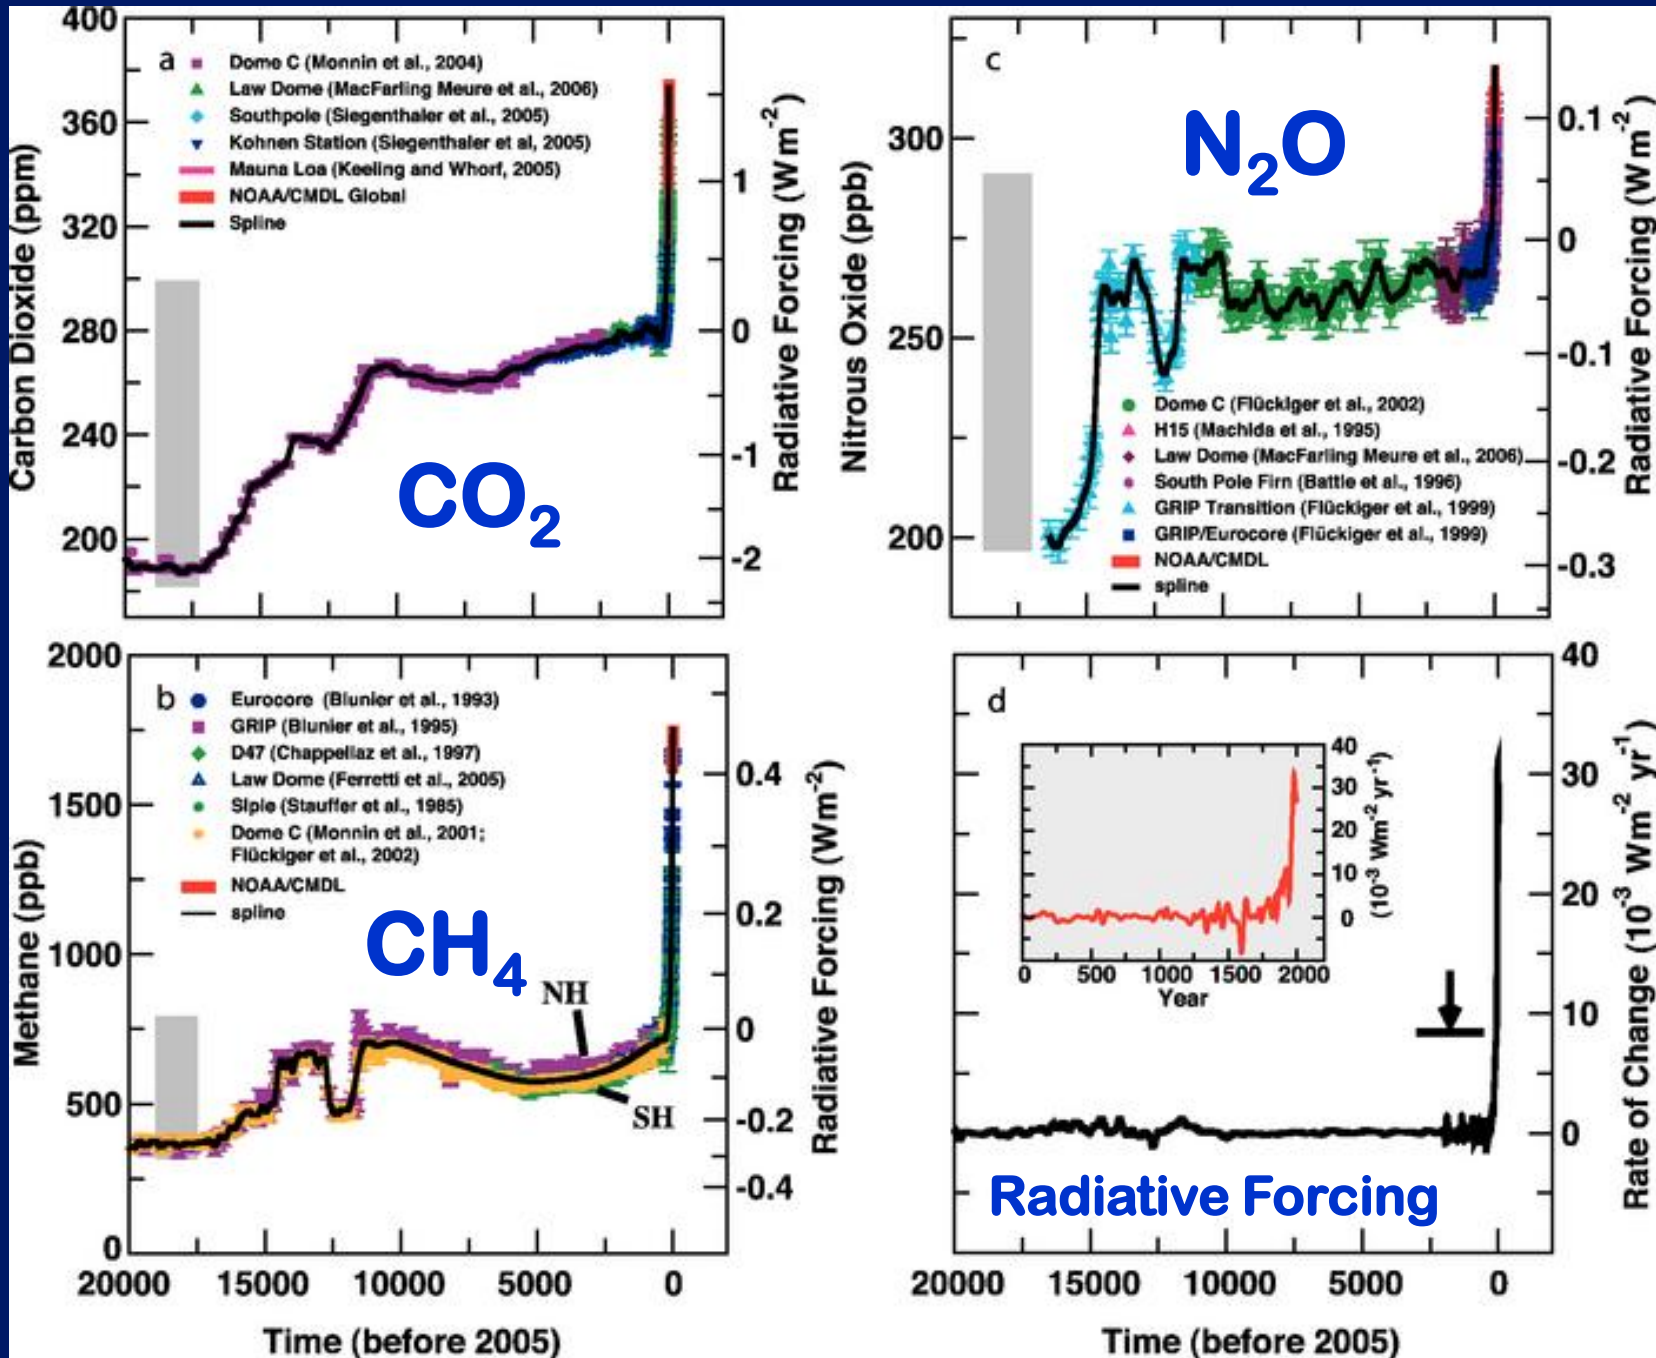 a
Dome C (Monnin et al., 2004)
Law Dome (MacFarling Meure et al., 2006)
Southpole (Siegenthaler et al., 2005)
Kohnen Station (Siegenthaler et al, 2005)
Mauna Loa (Keeling and Whorf, 2005)
NOAA/CMDL Global
Spline
CO2
400
360
320
280
240
200
Carbon Dioxide (ppm)
1
0
-1
-2
Radiative Forcing (Wm-2)
c
N2O
300
250
200
Nitrous Oxide (ppb)
Dome C (Flückiger et al., 2002)
H15 (Machida et al., 1995)
Law Dome (MacFarling Meure et al., 2006)
South Pole Firn (Battle et al., 1996)
GRIP Transition (Flückiger et al., 1999)
GRIP/Eurocore (Flückiger et al., 1999)
NOAA/CMDL
spline
0.1
0
-0.1
-0.2
-0.3
Radiative Forcing (Wm-2)
b
Eurocore (Blunier et al., 1993)
GRIP (Blunier et al., 1995)
D47 (Chappellaz et al., 1997)
Law Dome (Ferretti et al., 2005)
Siple (Stauffer et al., 1985)
Dome C (Monnin et al., 2001;
Flückiger et al., 2002)
NOAA/CMDL
spline
CH4
NH
SH
2000
1500
1000
500
0
Methane (ppb)
0.4
0.2
0
-0.2
-0.4
Radiative Forcing (Wm-2)
20000 15000 10000 5000 0
Time (before 2005)
d
40
30
20
10
0
(10-3 Wm-2 yr-1)
0 500 1000 1500 2000
Year
Radiative Forcing
40
30
20
10
0
Rate of Change (10-3 Wm-2 yr-1)
20000 15000 10000 5000 0
Time (before 2005)